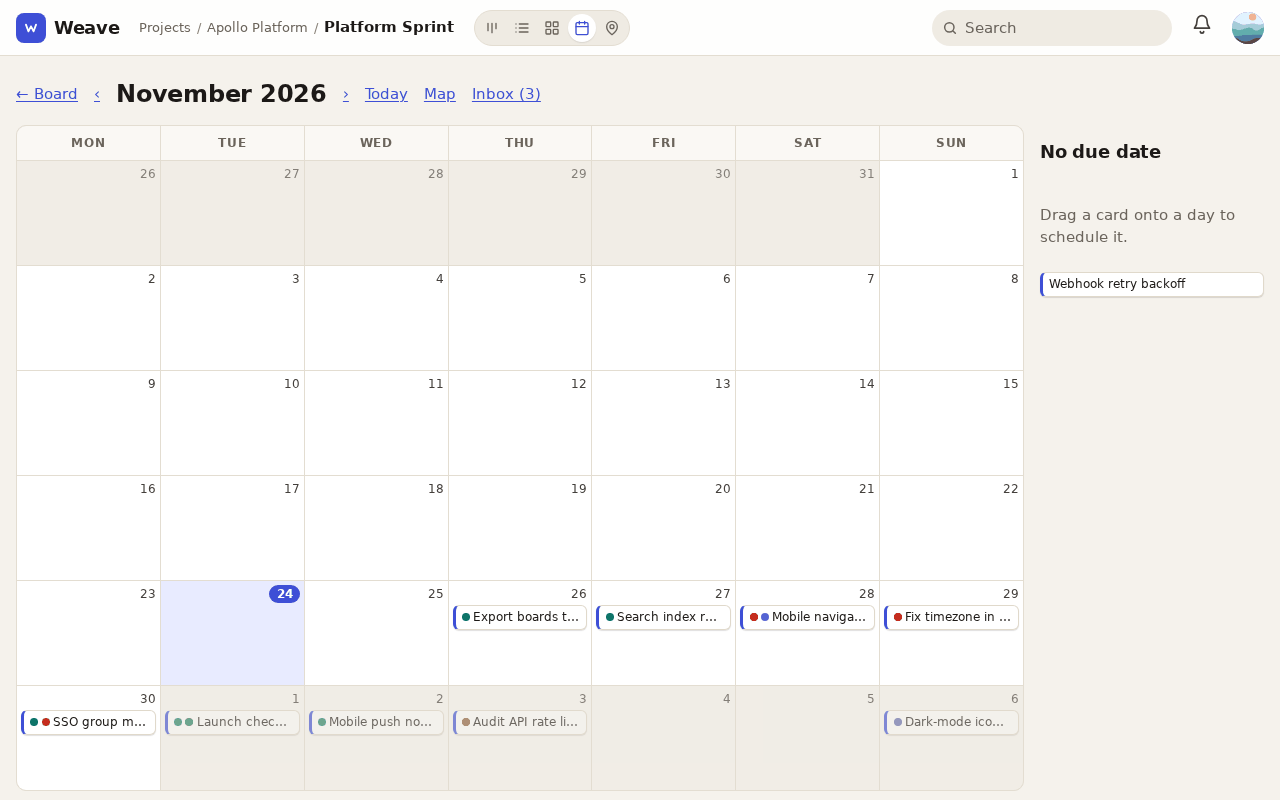 Weave
Projects / Apollo Platform / Platform Sprint
Search
← Board ‹ November 2026 › Today Map Inbox (3)
MON TUE WED THU FRI SAT SUN
26 27 28 29 30 31 1
2 3 4 5 6 7 8
9 10 11 12 13 14 15
16 17 18 19 20 21 22
23 24 25 26 27 28 29
Export boards t... Search index r... Mobile naviga... Fix timezone in ...
30 1 2 3 4 5 6
SSO group m... Launch chec... Mobile push no... Audit API rate li... Dark-mode ico...
No due date
Drag a card onto a day to
schedule it.
Webhook retry backoff